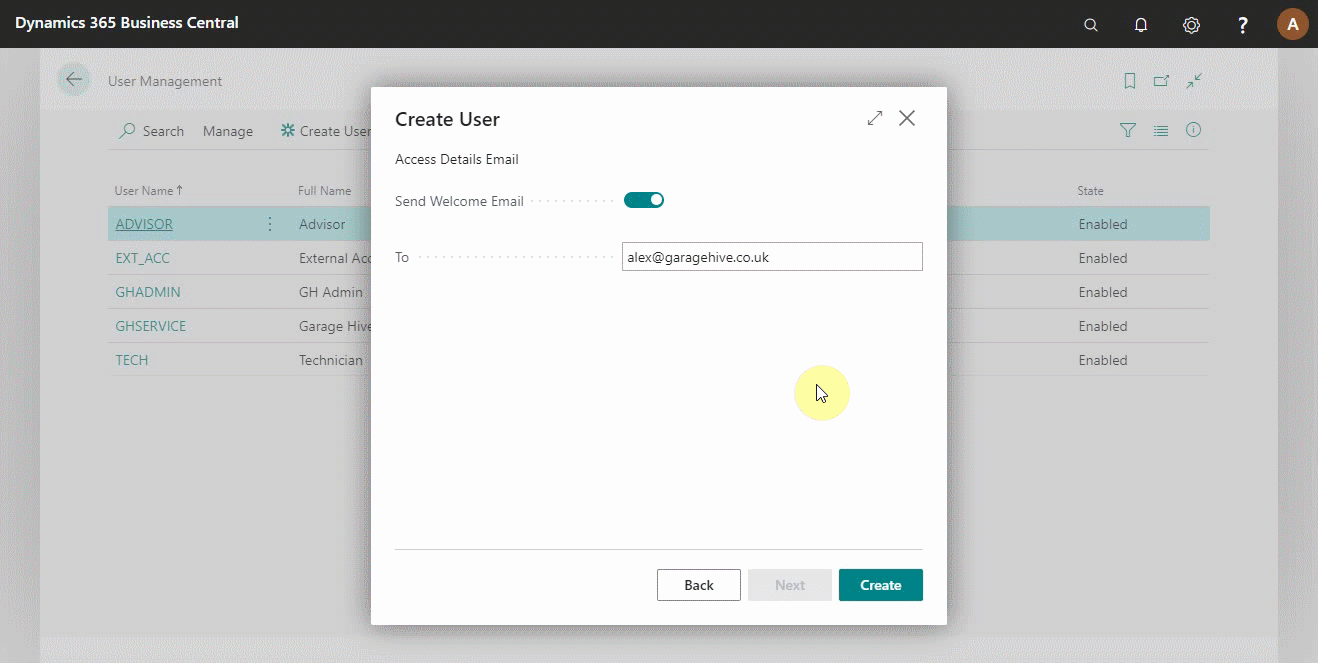 Dynamics 365 Business Central
?
A
User Management
Search Manage Create User
User Name ↑ Full Name State
ADVISOR Advisor Enabled
EXT_ACC External Acc Enabled
GHADMIN GH Admin Enabled
GHSERVICE Garage Hive Enabled
TECH Technician Enabled
Create User
Access Details Email
Send Welcome Email
To alex@garagehive.co.uk
Back Next Create